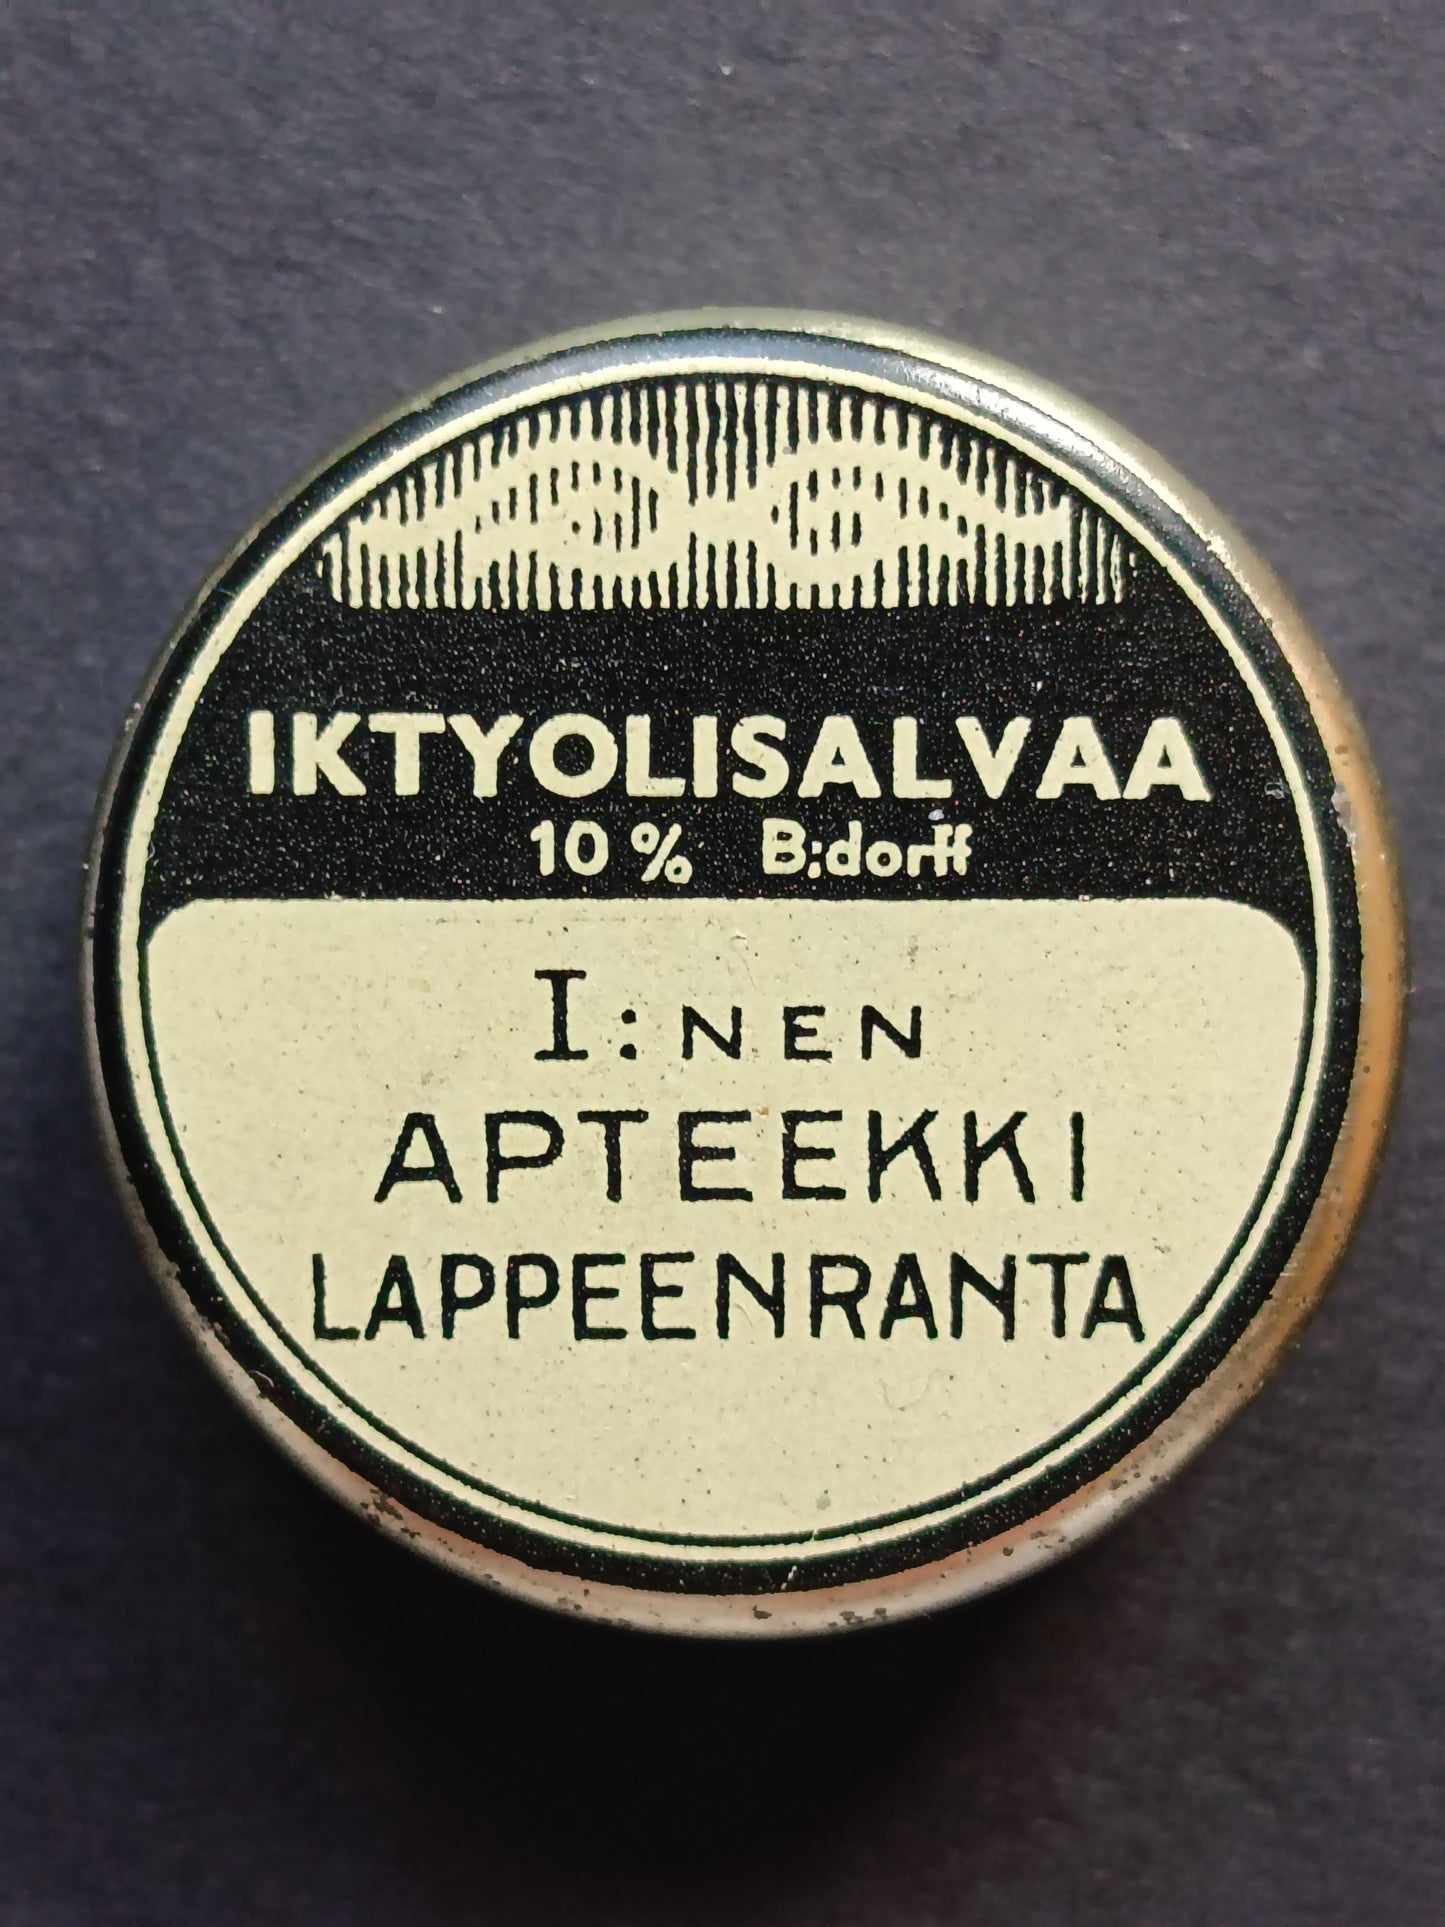 IKTYOLISALVAA
10 % B:dorff
I:NEN
APTEEKKI
LAPPEENRANTA